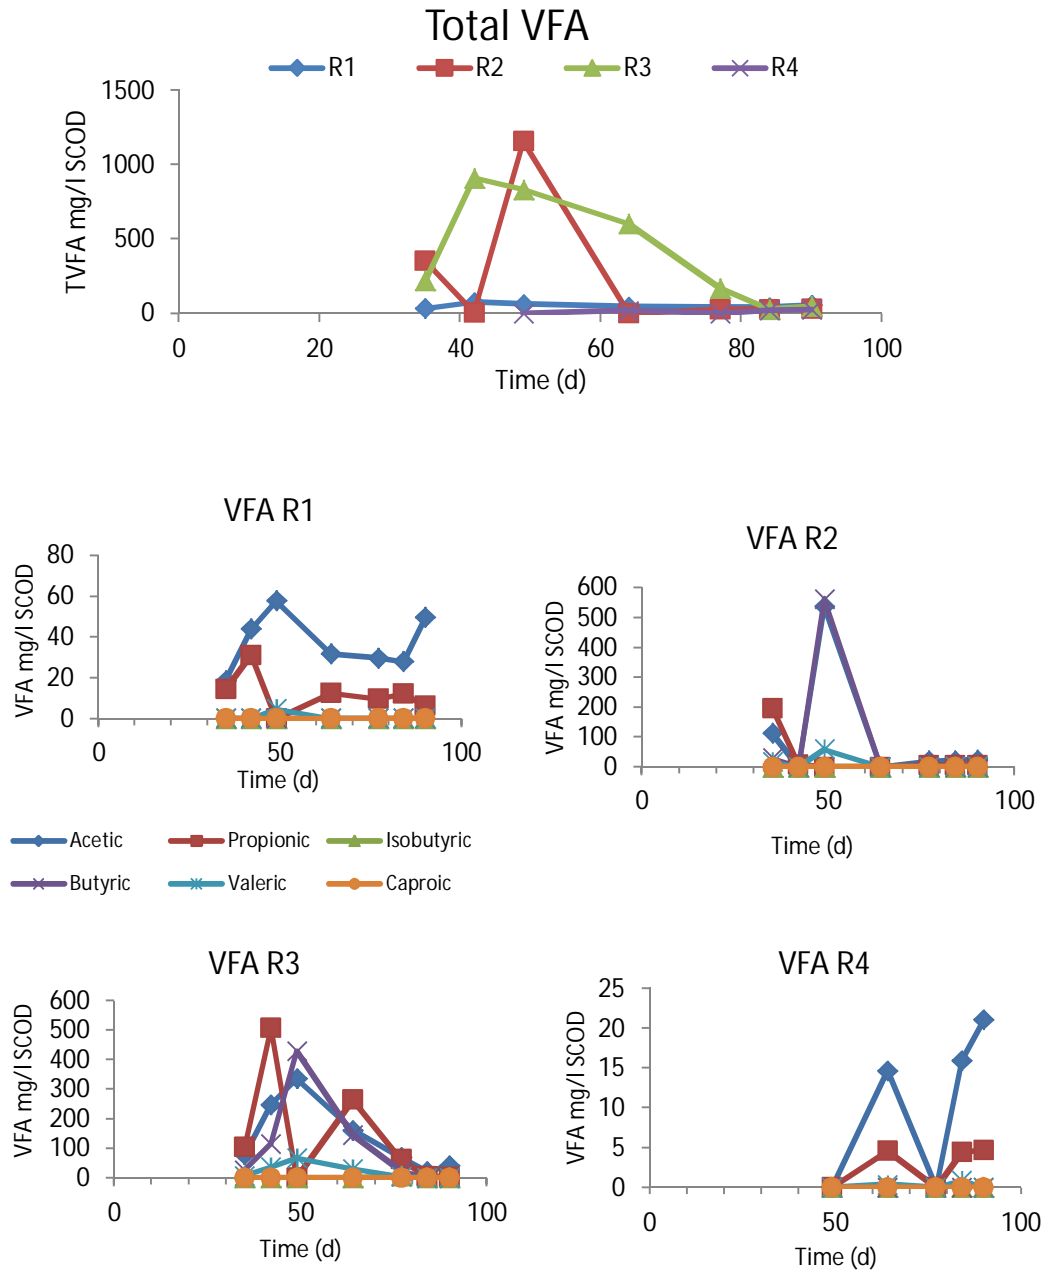 Total VFA
R1 R2 R3 R4
1500
1000
500
0
TVFA mg/l SCOD
0 20 40 60 80 100
Time (d)
VFA R1
80
60
40
20
0
VFA mg/l SCOD
0 50 100
Time (d)
VFA R2
600
500
400
300
200
100
0
VFA mg/l SCOD
0 50 100
Time (d)
Acetic Propionic Isobutyric
Butyric Valeric Caproic
VFA R3
600
500
400
300
200
100
0
VFA mg/l SCOD
0 50 100
Time (d)
VFA R4
25
20
15
10
5
0
VFA mg/l SCOD
0 50 100
Time (d)